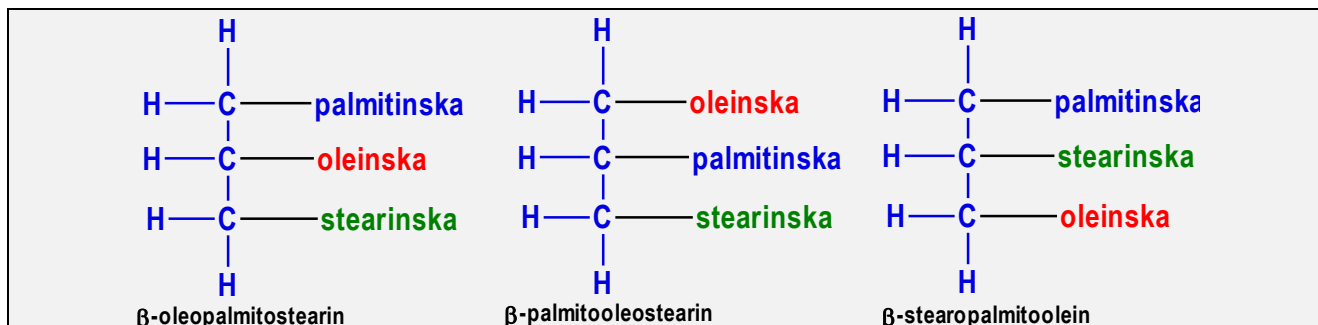 H H H
H C palmitinska H C oleinska H C palmitinska
H C oleinska H C palmitinska H C stearinska
H C stearinska H C stearinska H C oleinska
H H H
β-oleopalmitostearin β-palmitooleostearin β-stearopalmitoolein